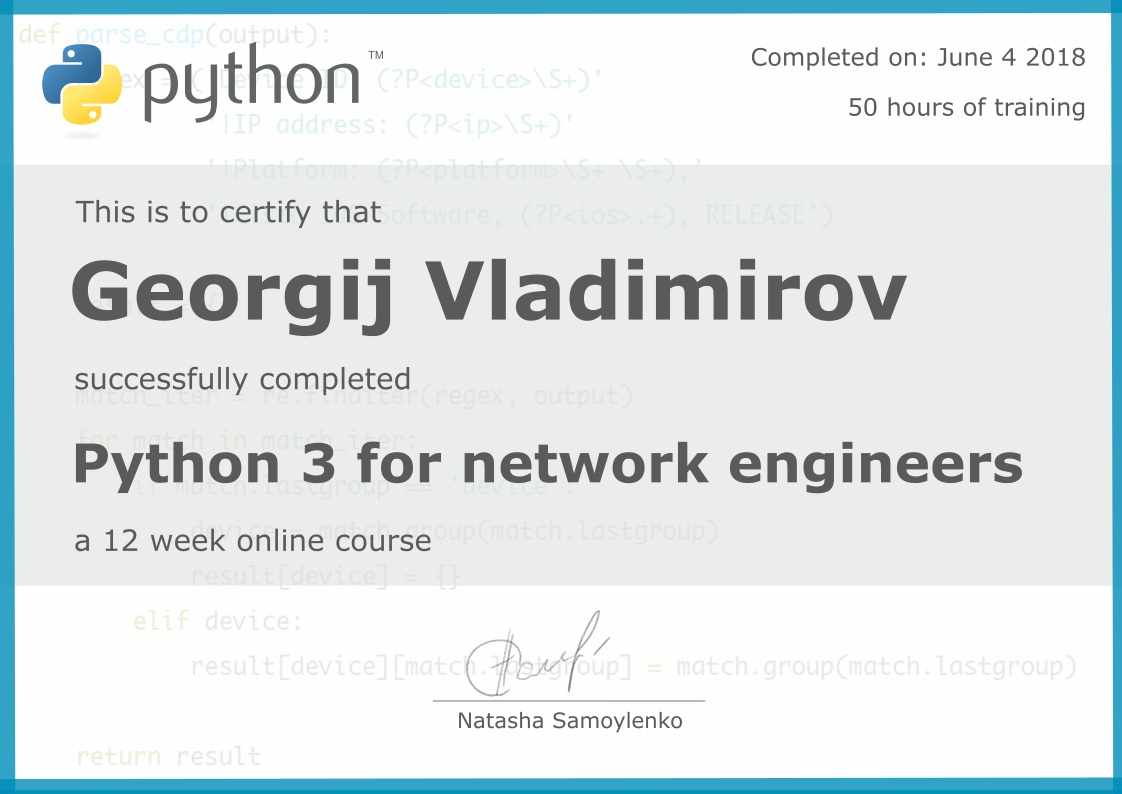 def parse_cdp(output):
python™
Completed on: June 4 2018
(?P<device>\S+)'
50 hours of training
'|IP address: (?P<ip>\S+)'
'|Platform: (?P<platform>\S+ \S+),'
This is to certify that
Software, (?P<ios>.+), RELEASE')
Georgij Vladimirov
successfully completed
match_iter = re.finditer(regex, output)
for match in match_iter:
Python 3 for network engineers
if match.lastgroup == 'device':
device = match.group(match.lastgroup)
a 12 week online course
result[device] = {}
elif device:
result[device][match.lastgroup] = match.group(match.lastgroup)
Natasha Samoylenko
return result